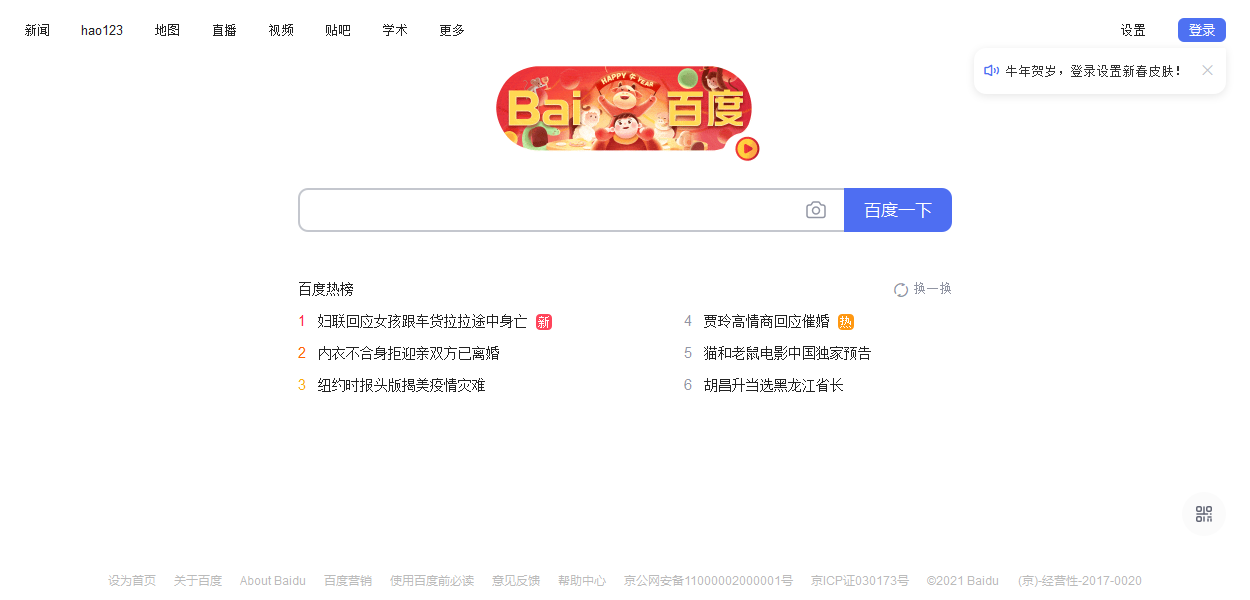 新闻 hao123 地图 直播 视频 贴吧 学术 更多 设置 登录
牛年贺岁，登录设置新春皮肤！
HAPPY 牛 YEAR
Bai 百度
百度一下
百度热榜 换一换
1 妇联回应女孩跟车货拉拉途中身亡 新
4 贾玲高情商回应催婚 热
2 内衣不合身拒迎亲双方已离婚
5 猫和老鼠电影中国独家预告
3 纽约时报头版揭美疫情灾难
6 胡昌升当选黑龙江省长
设为首页 关于百度 About Baidu 百度营销 使用百度前必读 意见反馈 帮助中心 京公网安备11000002000001号 京ICP证030173号 ©2021 Baidu (京)-经营性-2017-0020